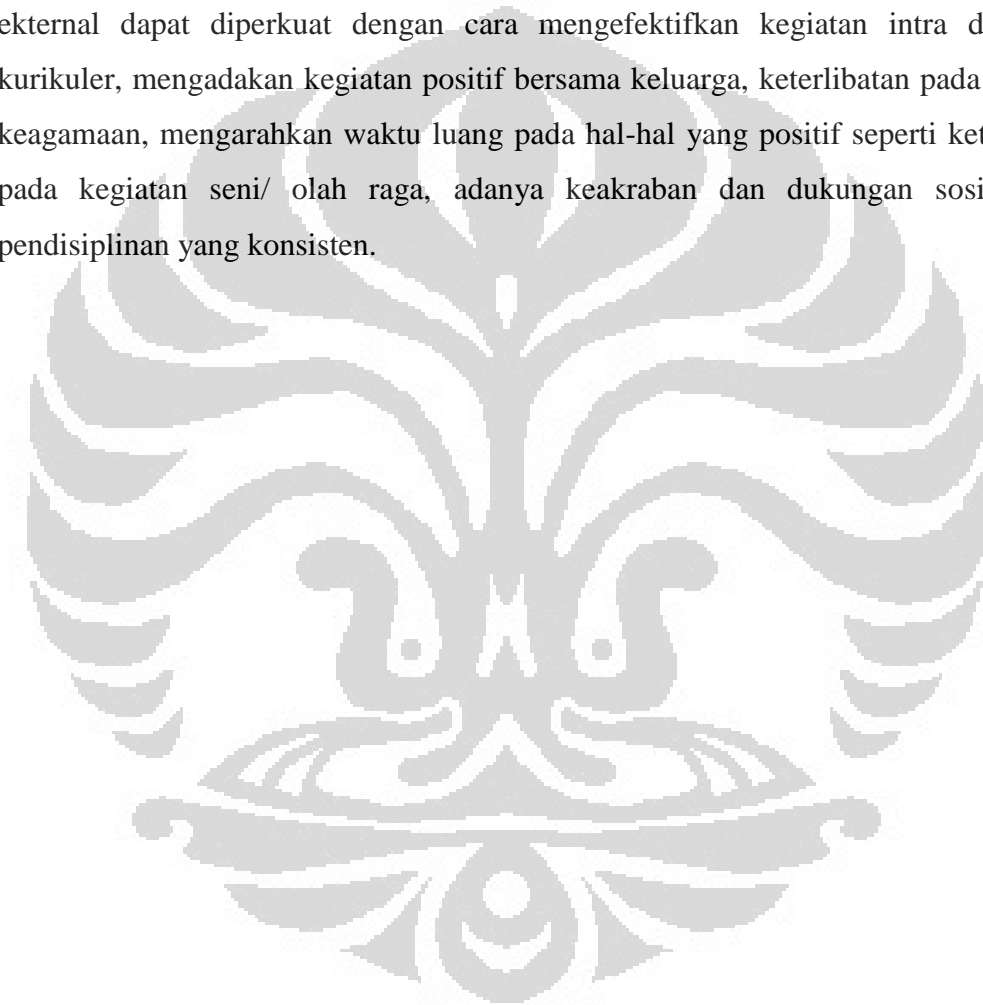 ekternal dapat diperkuat dengan cara mengefektifkan kegiatan intra d
kurikuler, mengadakan kegiatan positif bersama keluarga, keterlibatan pada
keagamaan, mengarahkan waktu luang pada hal-hal yang positif seperti ket
pada kegiatan seni/ olah raga, adanya keakraban dan dukungan sosi
pendisiplinan yang konsisten.